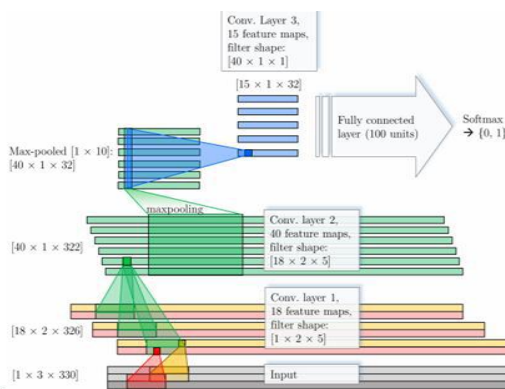 Conv. Layer 3,
15 feature maps,
filter shape:
[40 × 1 × 1]
[15 × 1 × 32]
Fully connected
layer (100 units)
Softmax
→ {0, 1}
Max-pooled [1 × 10]:
[40 × 1 × 32]
maxpooling
Conv. layer 2,
40 feature maps,
filter shape:
[18 × 2 × 5]
[40 × 1 × 322]
Conv. layer 1,
18 feature maps,
filter shape:
[1 × 2 × 5]
[18 × 2 × 326]
[1 × 3 × 330]
Input